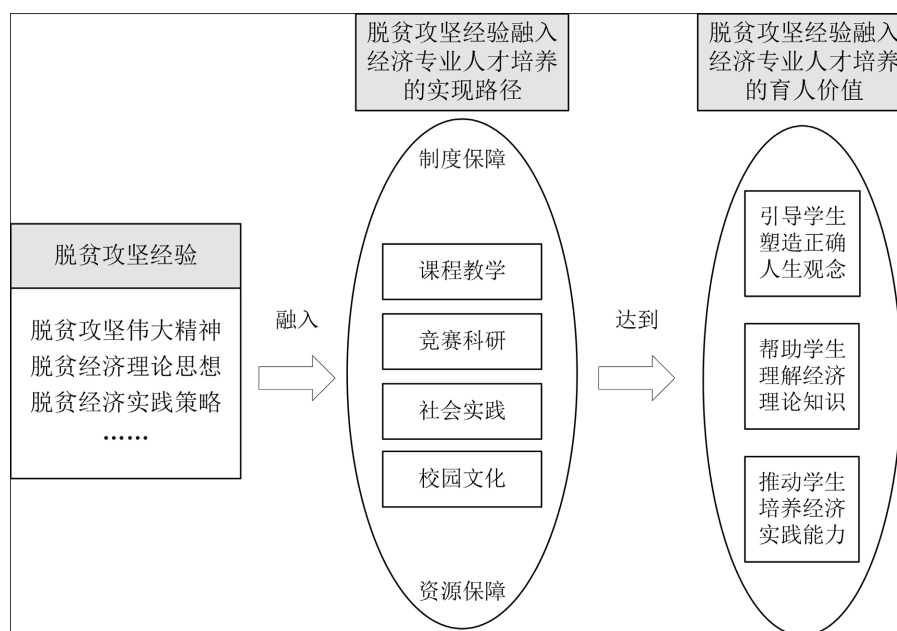 脱贫攻坚经验
脱贫攻坚伟大精神
脱贫经济理论思想
脱贫经济实践策略
……
融入
脱贫攻坚经验融入
经济专业人才培养
的实现路径
制度保障
课程教学
竞赛科研
社会实践
校园文化
资源保障
达到
脱贫攻坚经验融入
经济专业人才培养
的育人价值
引导学生
塑造正确
人生观念
帮助学生
理解经济
理论知识
推动学生
培养经济
实践能力